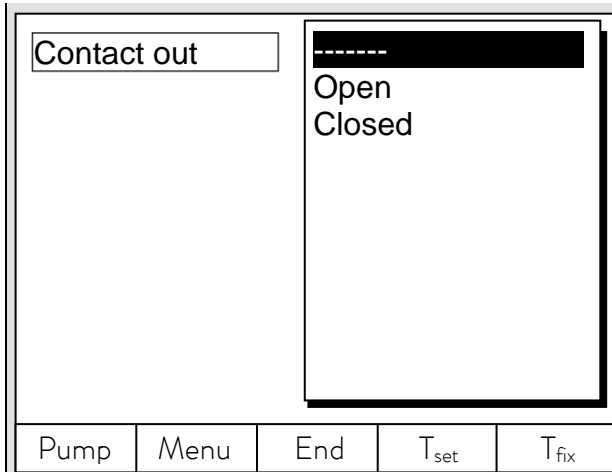 Contact out
-------
Open
Closed
Pump Menu End Tset Tfix